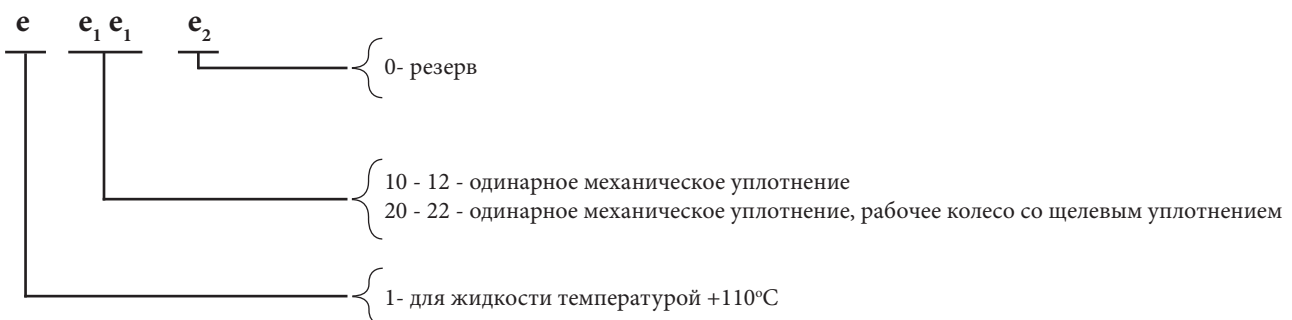 e e₁ e₁ e₂
0- резерв
10 - 12 - одинарное механическое уплотнение
20 - 22 - одинарное механическое уплотнение, рабочее колесо со щелевым уплотнением
1- для жидкости температурой +110°C